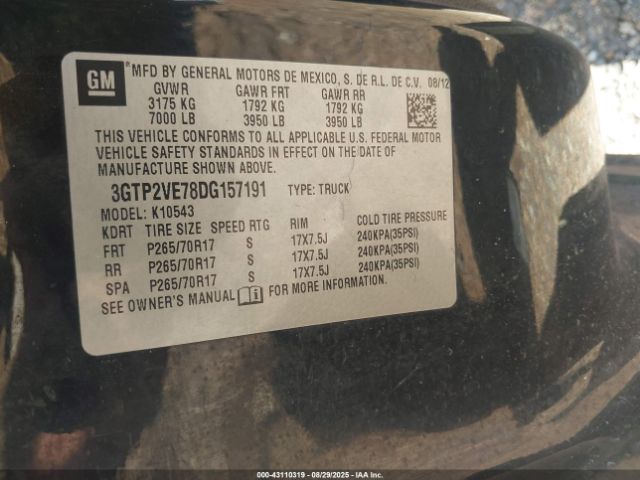 GM *MFD BY GENERAL MOTORS DE MEXICO, S. DE R.L. DE C.V. 08/12
GVWR GAWR FRT GAWR RR
3175 KG 1792 KG 1792 KG
7000 LB 3950 LB 3950 LB
THIS VEHICLE CONFORMS TO ALL APPLICABLE U.S. FEDERAL MOTOR
VEHICLE SAFETY STANDARDS IN EFFECT ON THE DATE OF
MANUFACTURE SHOWN ABOVE.
3GTP2VE78DG157191 TYPE: TRUCK
MODEL: K10543
KDRT TIRE SIZE SPEED RTG RIM COLD TIRE PRESSURE
FRT P265/70R17 S 17X7.5J 240KPA(35PSI)
RR P265/70R17 S 17X7.5J 240KPA(35PSI)
SPA P265/70R17 S 17X7.5J 240KPA(35PSI)
SEE OWNER'S MANUAL i FOR MORE INFORMATION.
000-43110319 | 08/29/2025 | IAAI.COM